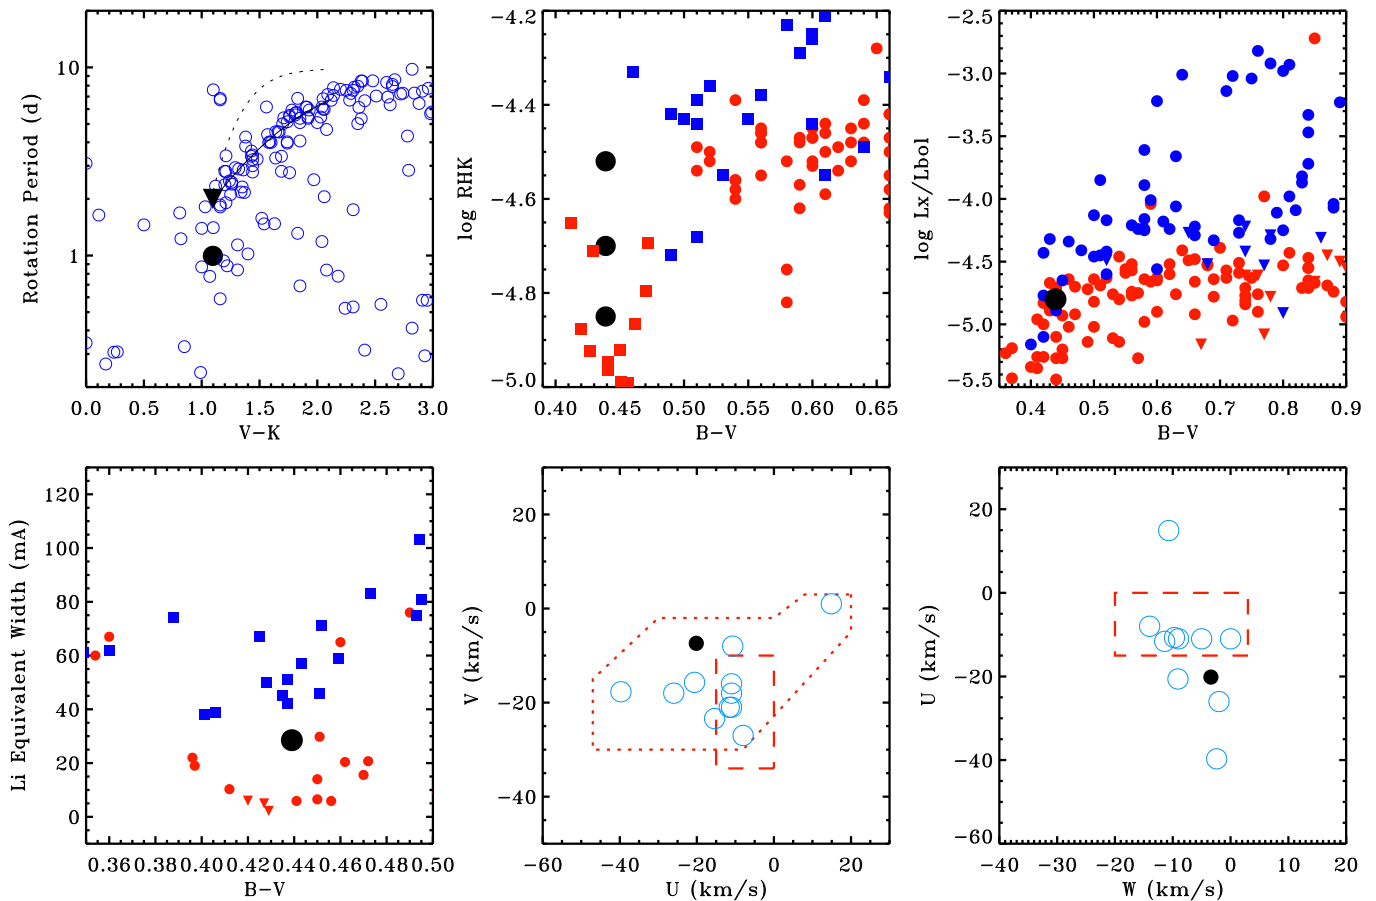 Rotation Period (d)
10
1
0.0 0.5 1.0 1.5 2.0 2.5 3.0
V-K
log RHK
-4.2
-4.4
-4.6
-4.8
-5.0
0.40 0.45 0.50 0.55 0.60 0.65
B-V
log Lx/Lbol
-2.5
-3.0
-3.5
-4.0
-4.5
-5.0
-5.5
0.4 0.5 0.6 0.7 0.8 0.9
B-V
Li Equivalent Width (mA)
120
100
80
60
40
20
0
0.36 0.38 0.40 0.42 0.44 0.46 0.48 0.50
B-V
V (km/s)
20
0
-20
-40
-60 -40 -20 0 20
U (km/s)
U (km/s)
20
0
-20
-40
-60
-40 -30 -20 -10 0 10 20
W (km/s)